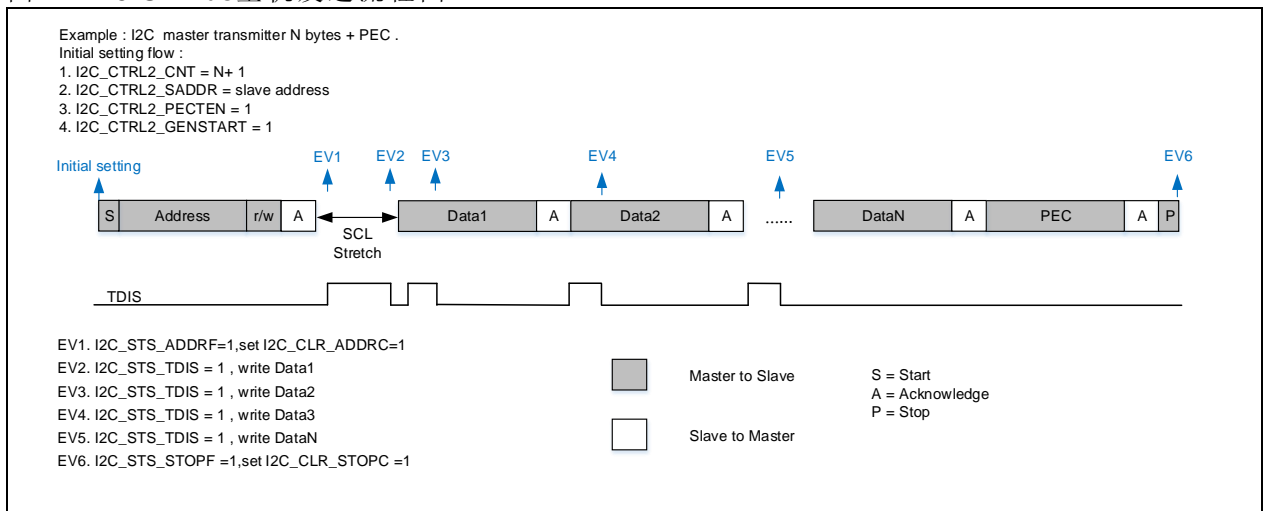 Example : I2C master transmitter N bytes + PEC .
Initial setting flow :
1. I2C_CTRL2_CNT = N+ 1
2. I2C_CTRL2_SADDR = slave address
3. I2C_CTRL2_PECTEN = 1
4. I2C_CTRL2_GENSTART = 1
Initial setting
EV1 EV2 EV3 EV4 EV5 EV6
S Address r/w A Data1 A Data2 A ...... DataN A PEC A P
SCL
Stretch
TDIS
EV1. I2C_STS_ADDRF=1,set I2C_CLR_ADDRC=1
EV2. I2C_STS_TDIS = 1 , write Data1
EV3. I2C_STS_TDIS = 1 , write Data2
EV4. I2C_STS_TDIS = 1 , write Data3
EV5. I2C_STS_TDIS = 1 , write DataN
EV6. I2C_STS_STOPF =1,set I2C_CLR_STOPC =1
Master to Slave
Slave to Master
S = Start
A = Acknowledge
P = Stop